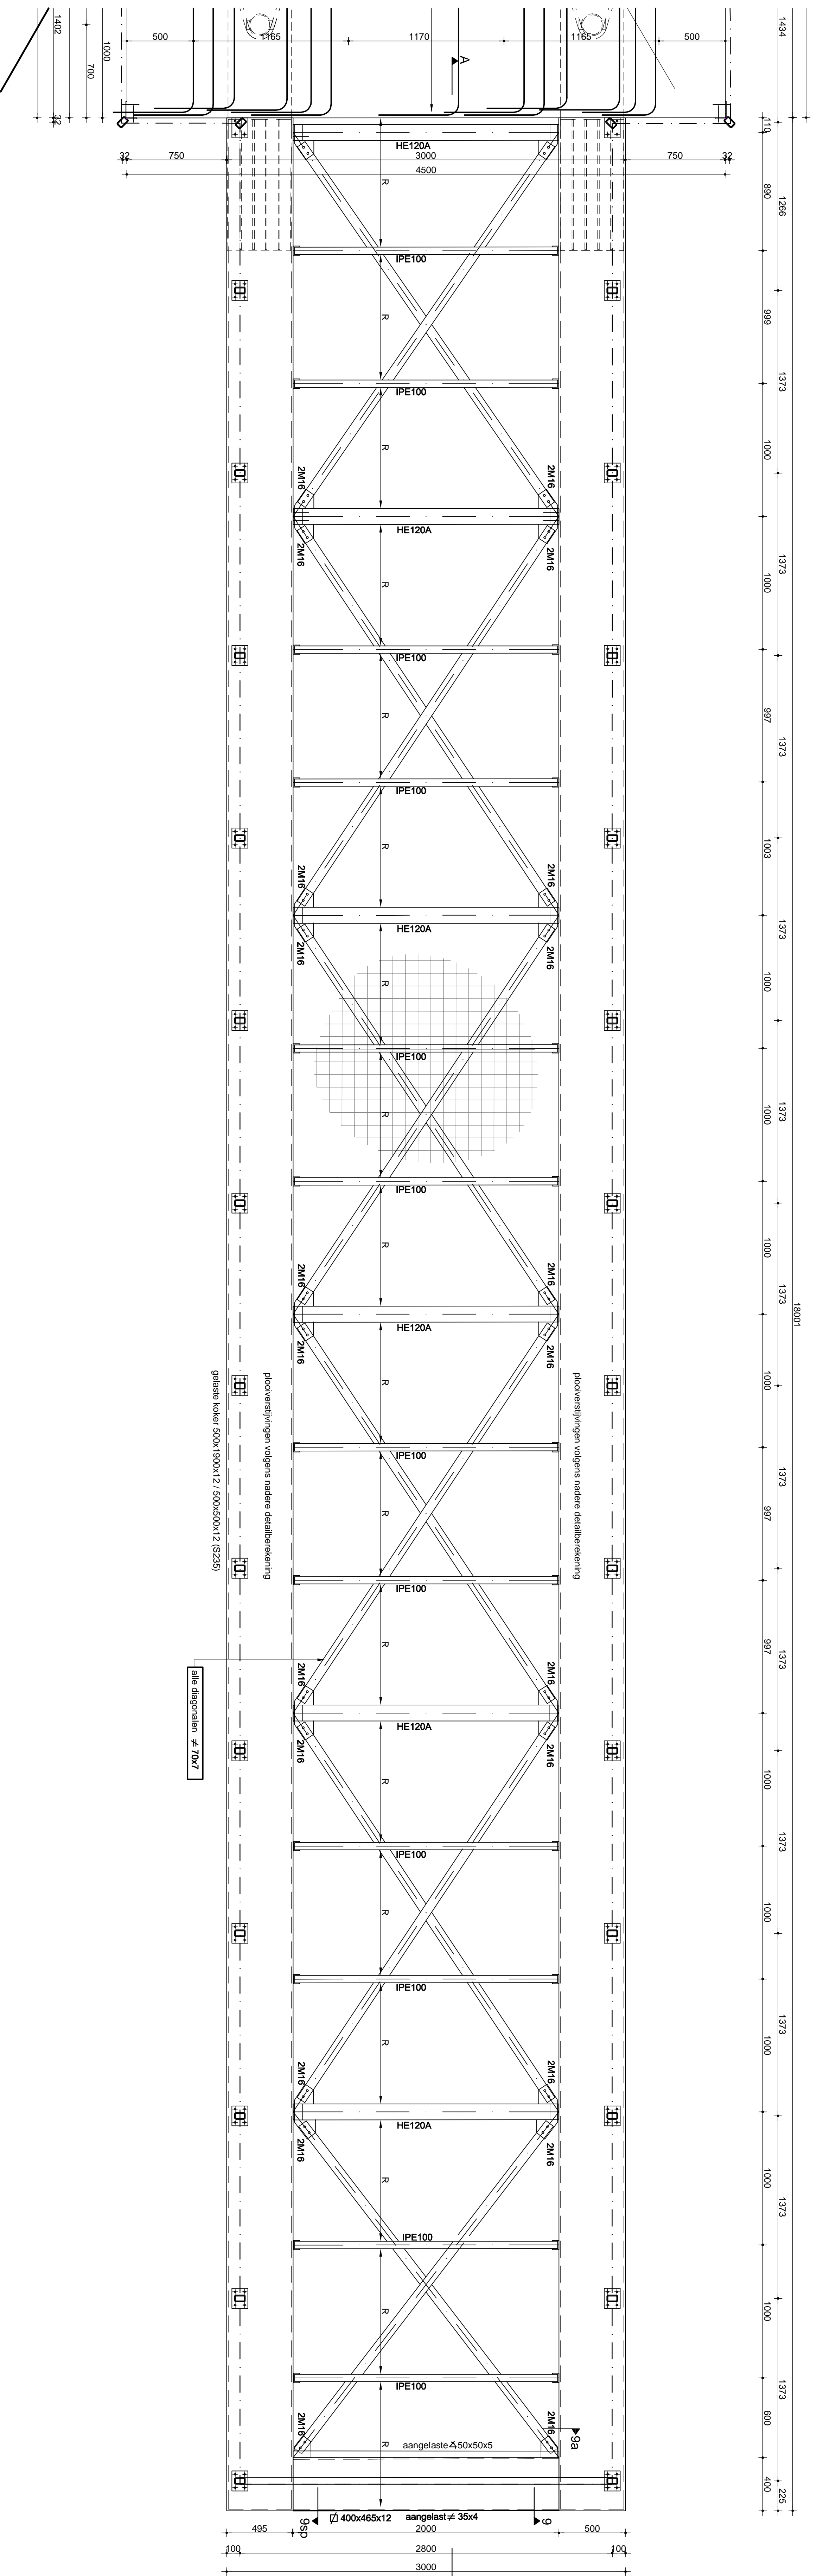 1402
32
1000
700
500
1165
1170
1165
500
A
1434
32
750
3000
4500
750
32
110
890
1266
HE120A
R
IPE100
R
999
1373
IPE100
R
1000
2M16
2M16
HE120A
2M16
2M16
1373
R
1000
IPE100
R
997
1373
IPE100
R
1003
2M16
2M16
HE120A
2M16
2M16
1373
R
1000
IPE100
R
1000
1373
IPE100
R
1000
1373
2M16
2M16
HE120A
2M16
2M16
18001
R
1000
gelaste koker 500x1900x12 / 500x500x12 (S235)
plooiverstijvingen volgens nadere detailberekening
plooiverstijvingen volgens nadere detailberekening
IPE100
R
997
1373
IPE100
R
997
1373
alle diagonalen ≠ 70x7
2M16
2M16
HE120A
2M16
2M16
R
1000
1373
IPE100
R
1000
IPE100
R
1000
1373
2M16
2M16
HE120A
2M16
2M16
R
1000
1373
IPE100
R
1000
IPE100
1373
600
R
2M16
2M16
aangelaste 50x50x5
9a
400
225
9sp
400x465x12
aangelast ≠ 35x4
9
495
2000
500
100
2800
100
3000